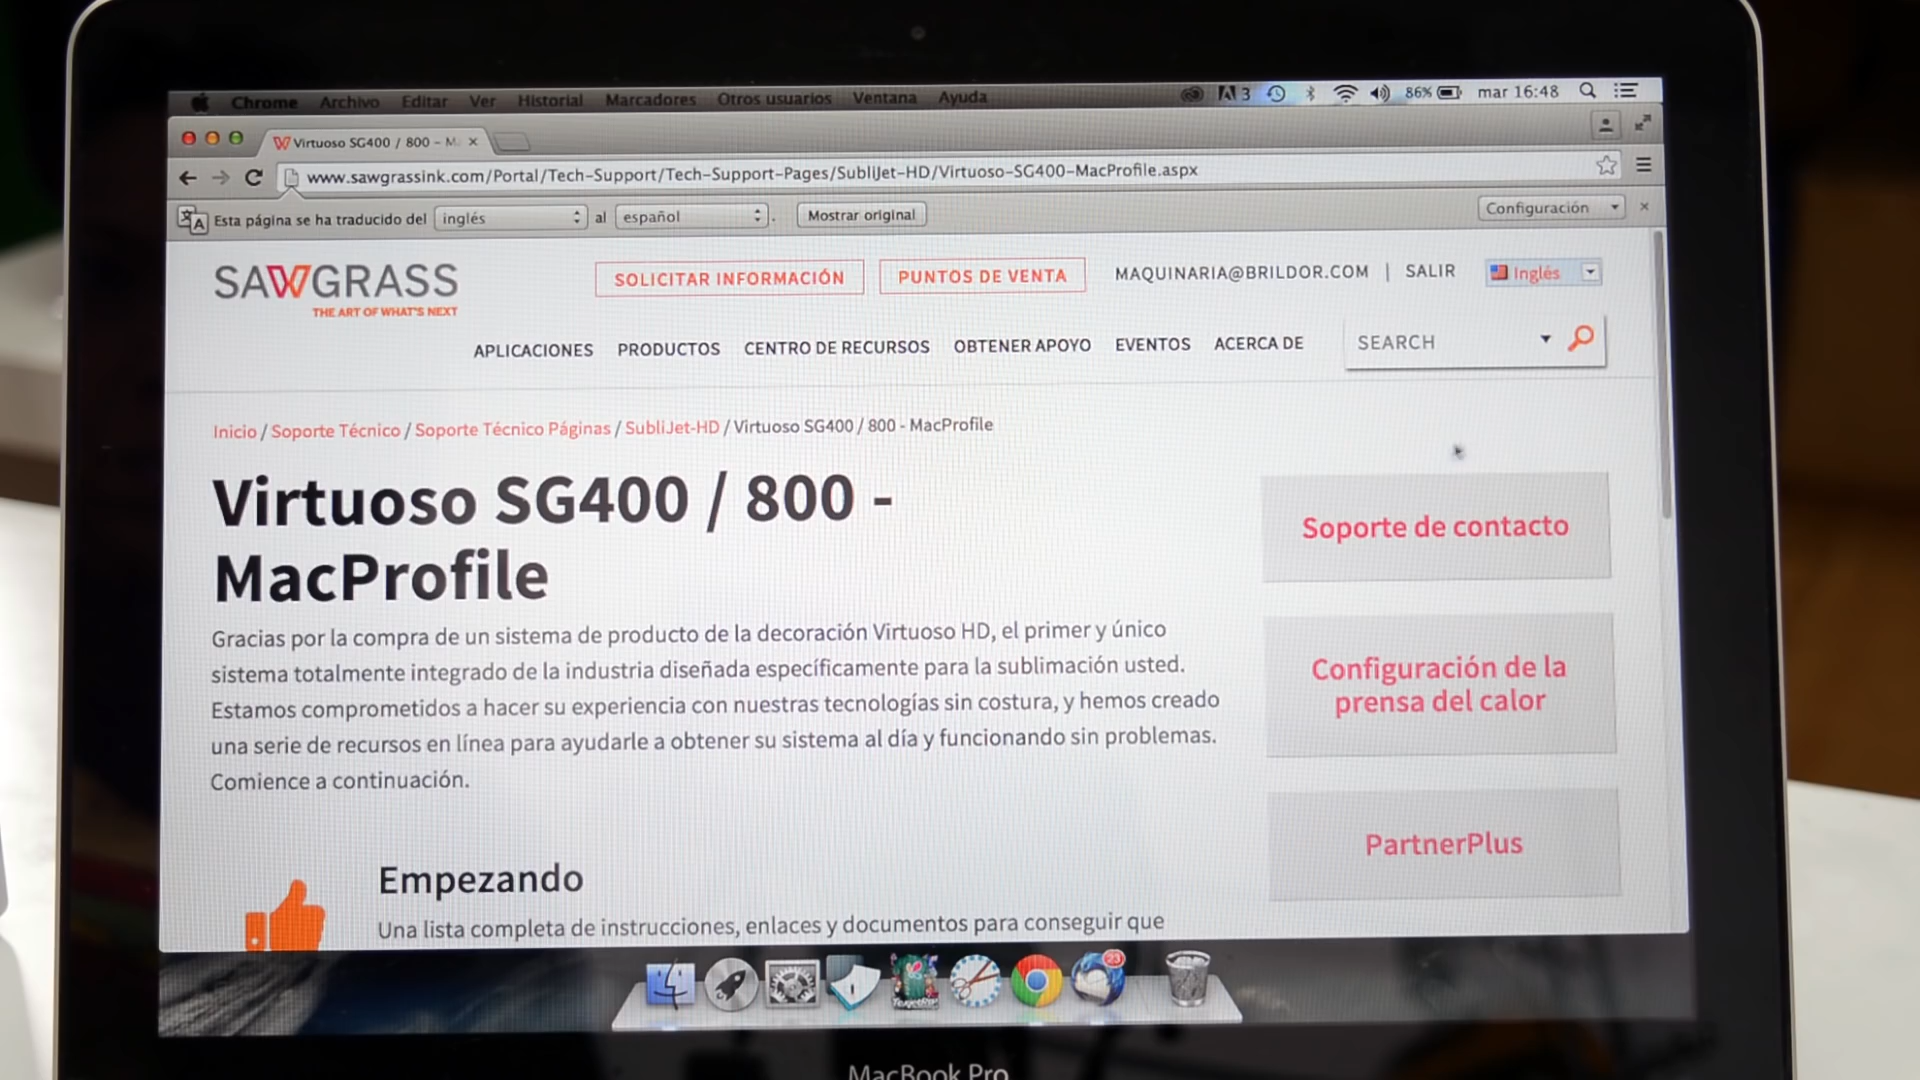 Chrome Archivo Editar Ver Historial Marcadores Otros usuarios Ventana Ayuda 3 86% mar 16:48
Virtuoso SG400 / 800 - M
www.sawgrassink.com/Portal/Tech-Support/Tech-Support-Pages/SubliJet-HD/Virtuoso-SG400-MacProfile.aspx
Esta página se ha traducido del inglés al español . Mostrar original Configuración
SAWGRASS
THE ART OF WHAT'S NEXT
SOLICITAR INFORMACIÓN PUNTOS DE VENTA MAQUINARIA@BRILDOR.COM | SALIR Inglés
APLICACIONES PRODUCTOS CENTRO DE RECURSOS OBTENER APOYO EVENTOS ACERCA DE SEARCH
Inicio / Soporte Técnico / Soporte Técnico Páginas / SubliJet-HD / Virtuoso SG400 / 800 - MacProfile
Virtuoso SG400 / 800 -
MacProfile
Gracias por la compra de un sistema de producto de la decoración Virtuoso HD, el primer y único
sistema totalmente integrado de la industria diseñada específicamente para la sublimación usted.
Estamos comprometidos a hacer su experiencia con nuestras tecnologías sin costura, y hemos creado
una serie de recursos en línea para ayudarle a obtener su sistema al día y funcionando sin problemas.
Comience a continuación.
Soporte de contacto
Configuración de la
prensa del calor
PartnerPlus
Empezando
Una lista completa de instrucciones, enlaces y documentos para conseguir que
23
MacBook Pro